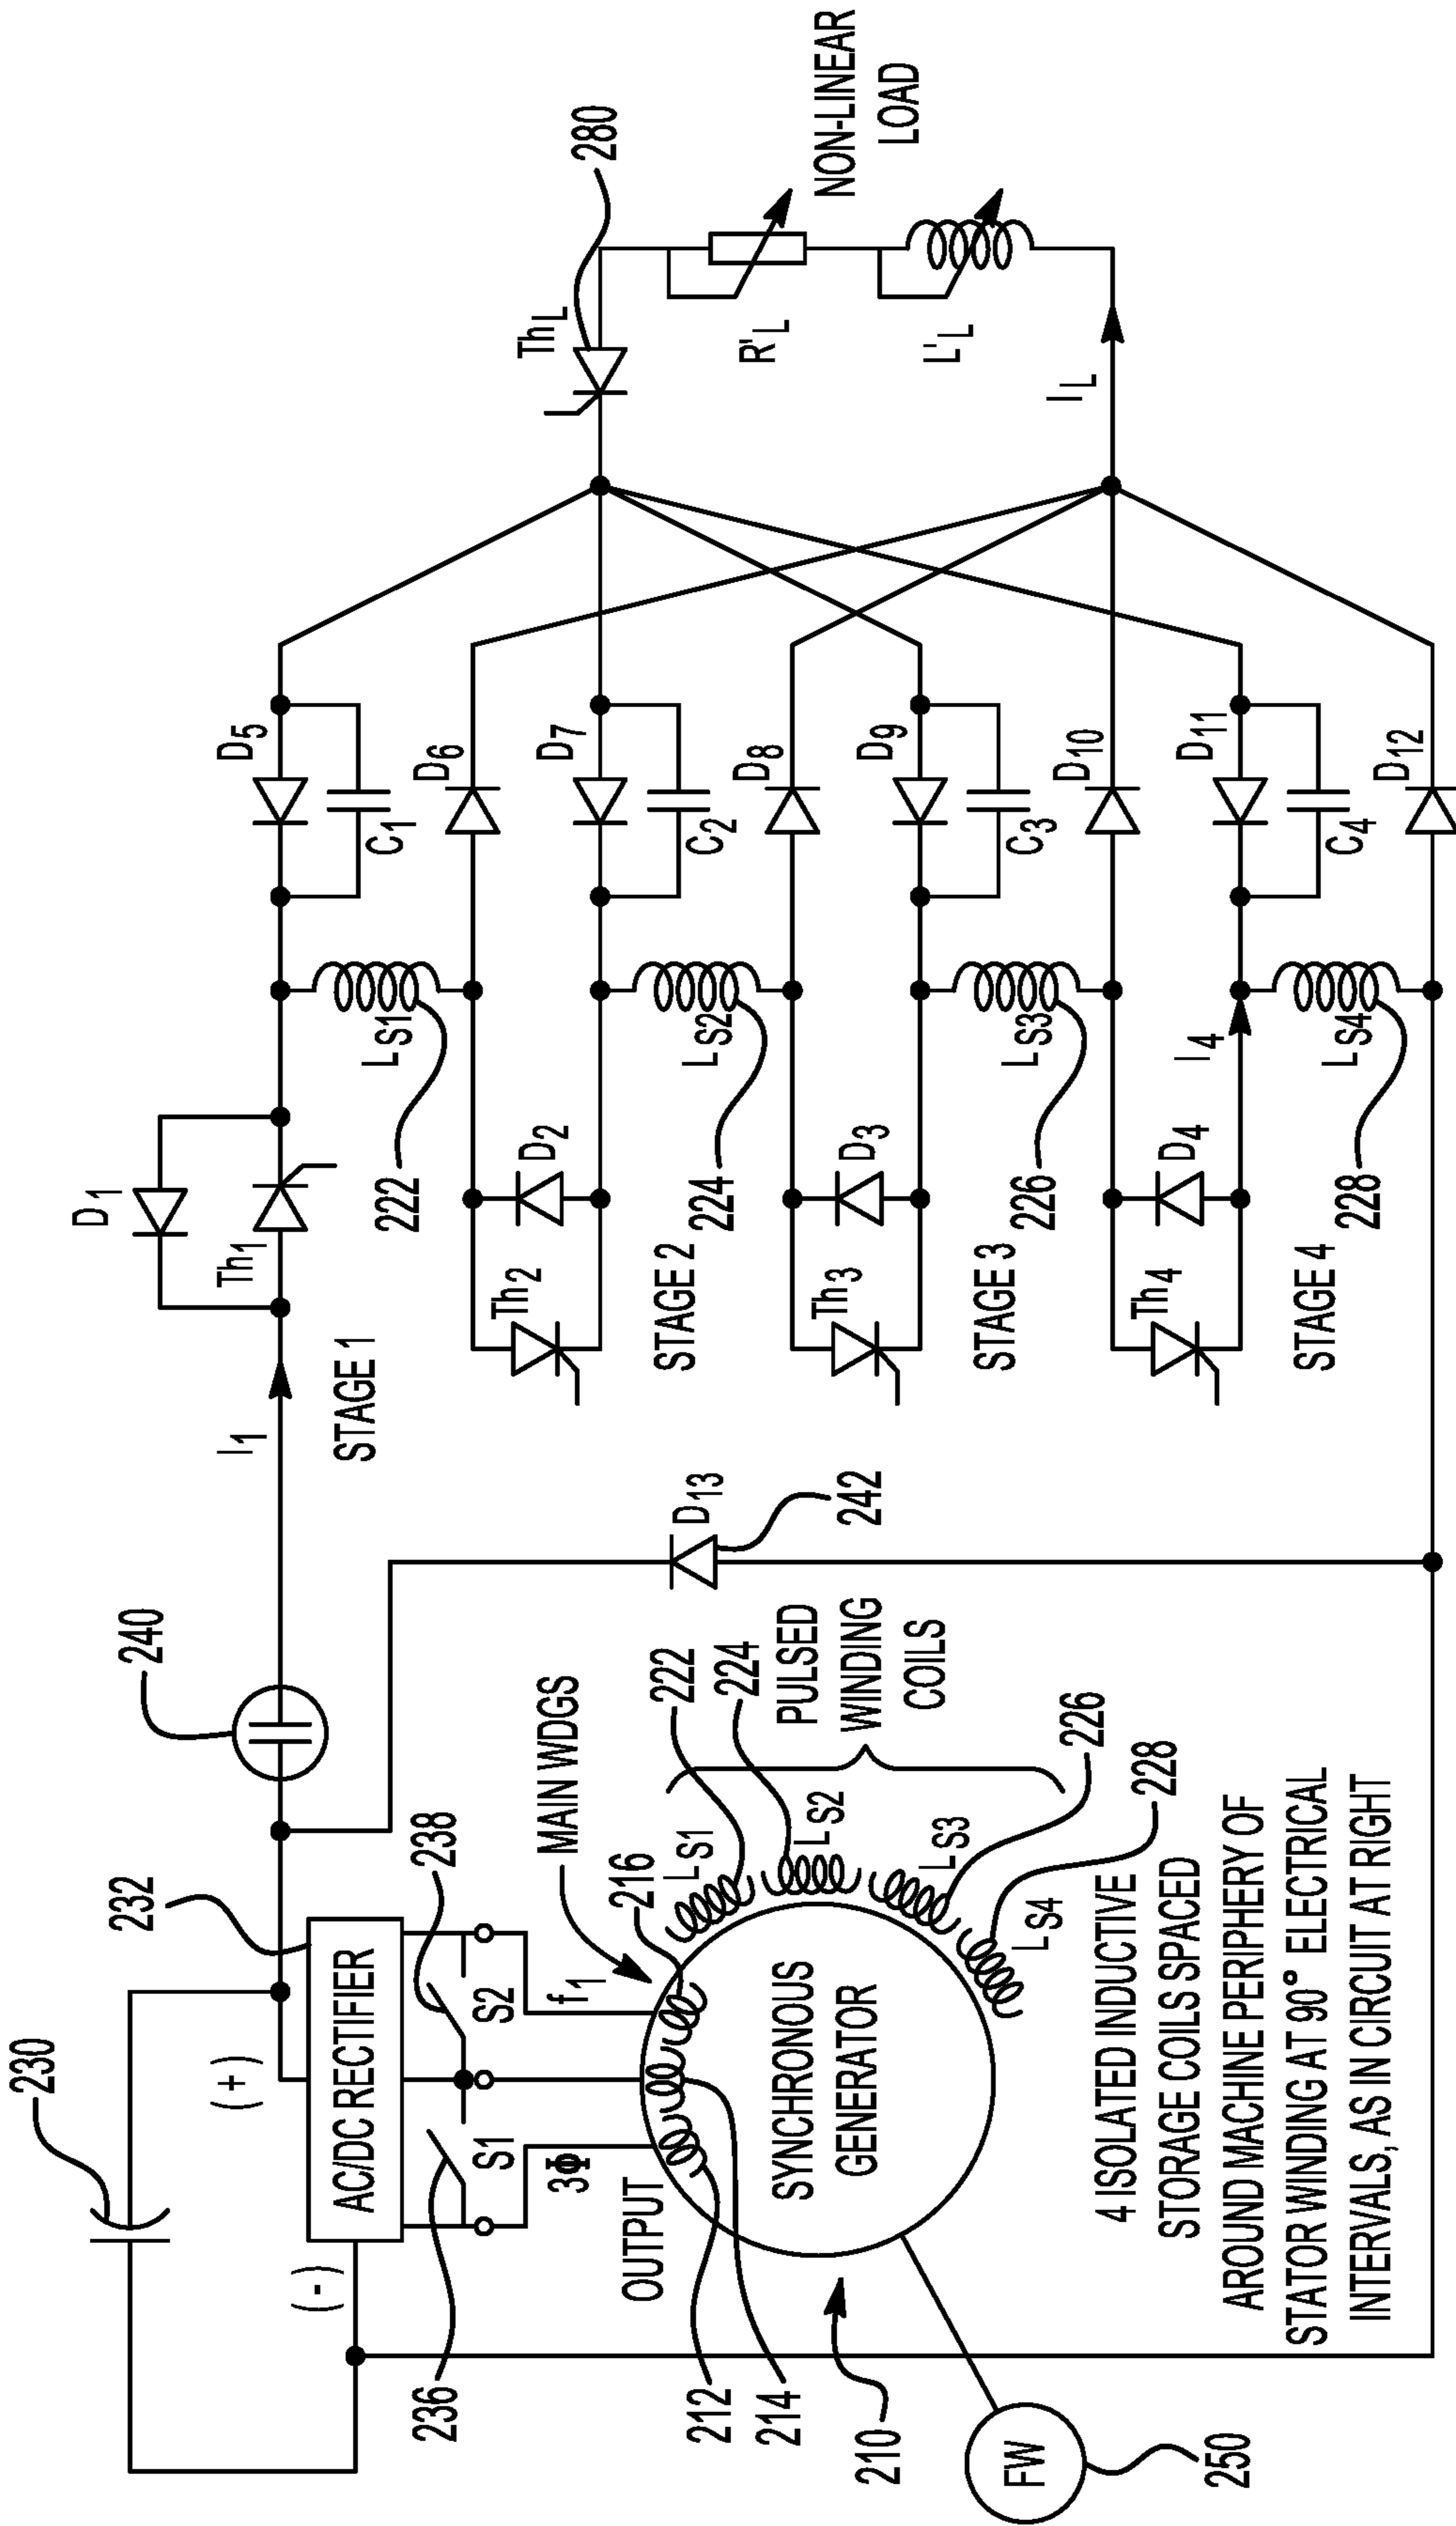 230
(+)
(-)
232
AC/DC RECTIFIER
236
238
S1
S2
240
I1
D1
Th1
STAGE 1
D5
C1
LS1
222
D6
Th2
D2
D7
C2
STAGE 2
LS2
224
D8
Th3
D3
D9
C3
STAGE 3
LS3
226
D10
Th4
D4
I4
D11
C4
STAGE 4
LS4
228
D12
D13
242
ThL
280
R'L
L'L
IL
NON-LINEAR
LOAD
OUTPUT
3Φ
f1
MAIN WDGS
212
214
216
SYNCHRONOUS
GENERATOR
210
FW
250
LS1
222
LS2
224
LS3
226
LS4
228
PULSED
WINDING
COILS
4 ISOLATED INDUCTIVE
STORAGE COILS SPACED
AROUND MACHINE PERIPHERY OF
STATOR WINDING AT 90° ELECTRICAL
INTERVALS, AS IN CIRCUIT AT RIGHT